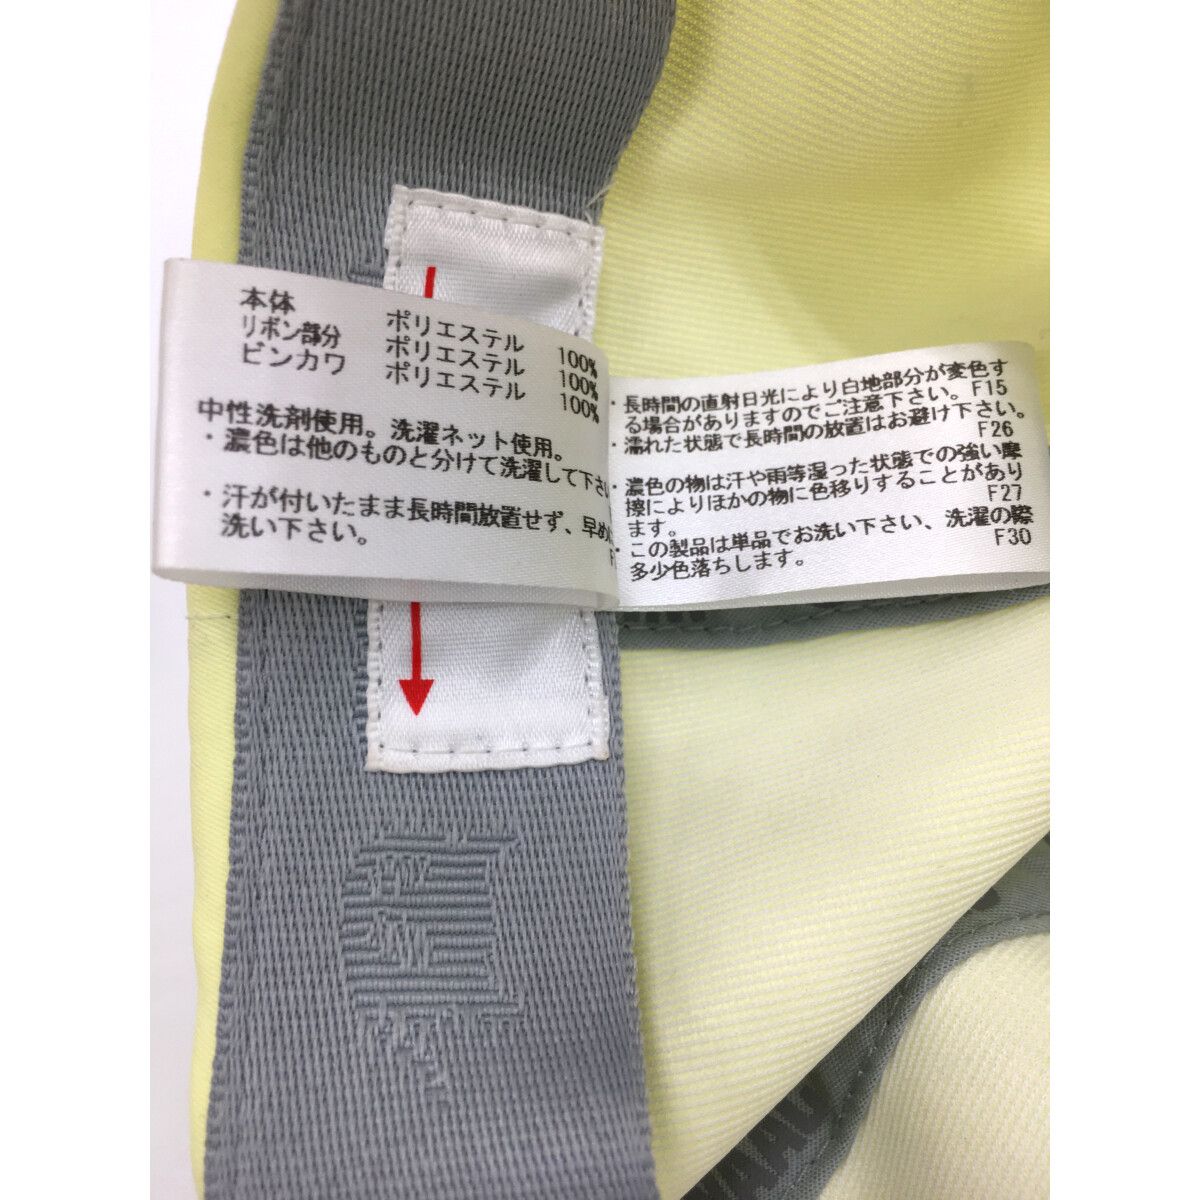 本体 ポリエステル 100%
リボン部分 ポリエステル 100%
ビンカワ ポリエステル 100%
中性洗剤使用。洗濯ネット使用。
・濃色は他のものと分けて洗濯して下さい
・汗が付いたまま長時間放置せず、早め
洗い下さい。
・長時間の直射日光により白地部分が変色す
る場合がありますのでご注意下さい。F15
・濡れた状態で長時間の放置はお避け下さい。
F26
・濃色の物は汗や雨等湿った状態での強い摩
擦によりほかの物に色移りすることがあり
ます。 F27
・この製品は単品でお洗い下さい、洗濯の際
多少色落ちします。 F30